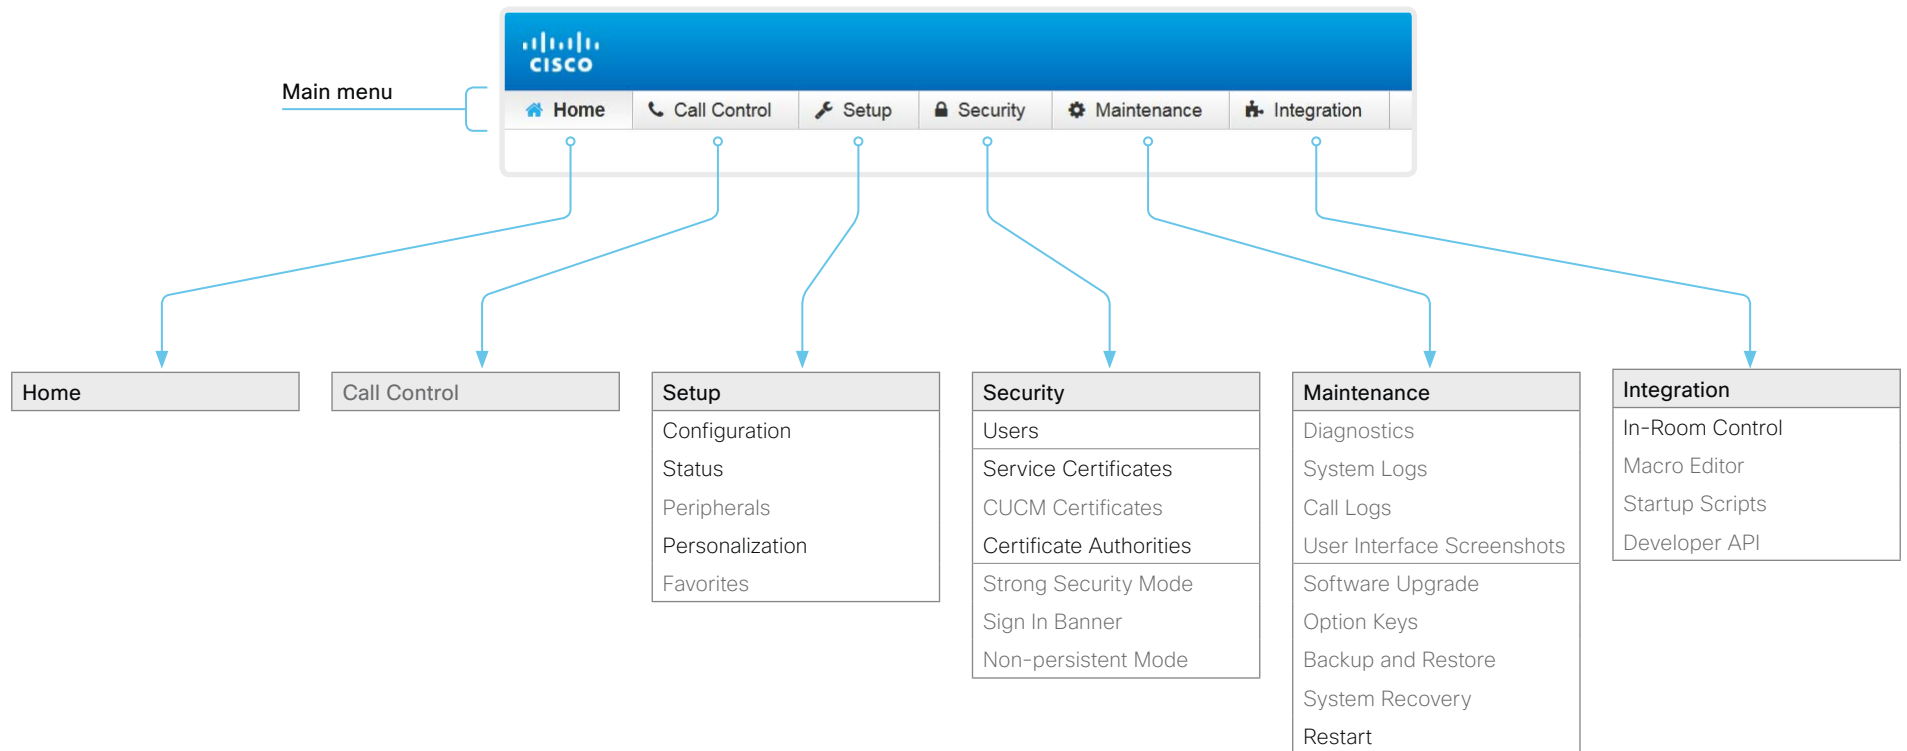 CISCO
Main menu
Home Call Control Setup Security Maintenance Integration
Home
Call Control
Setup
Configuration
Status
Peripherals
Personalization
Favorites
Security
Users
Service Certificates
CUCM Certificates
Certificate Authorities
Strong Security Mode
Sign In Banner
Non-persistent Mode
Maintenance
Diagnostics
System Logs
Call Logs
User Interface Screenshots
Software Upgrade
Option Keys
Backup and Restore
System Recovery
Restart
Integration
In-Room Control
Macro Editor
Startup Scripts
Developer API